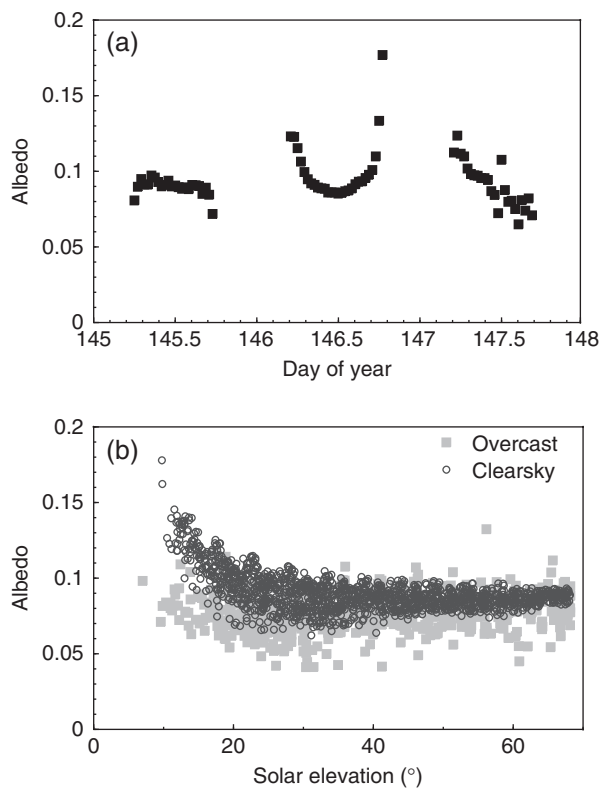 (a)
Albedo
0.2
0.15
0.1
0.05
0
145 145.5 146 146.5 147 147.5 148
Day of year
(b)
Overcast
Clearsky
Albedo
0.2
0.15
0.1
0.05
0
0 20 40 60
Solar elevation (°)